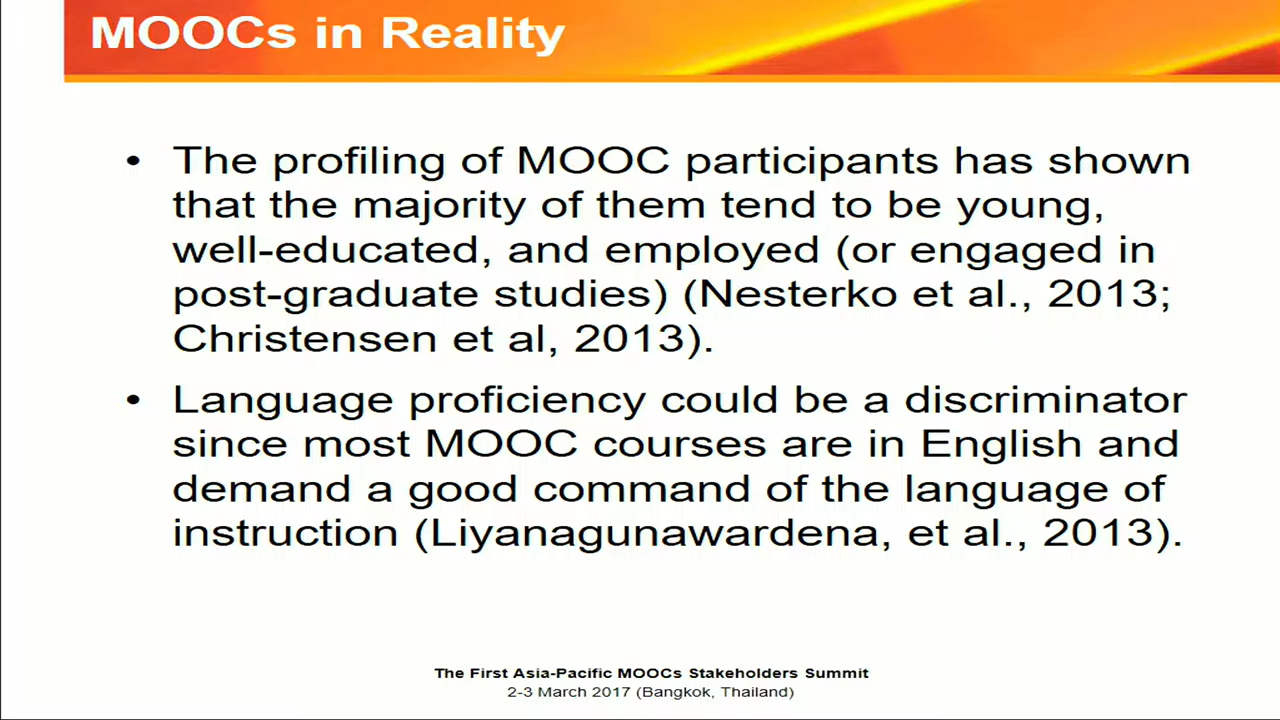 MOOCs in Reality
• The profiling of MOOC participants has shown
that the majority of them tend to be young,
well-educated, and employed (or engaged in
post-graduate studies) (Nesterko et al., 2013;
Christensen et al, 2013).
• Language proficiency could be a discriminator
since most MOOC courses are in English and
demand a good command of the language of
instruction (Liyanagunawardena, et al., 2013).
The First Asia-Pacific MOOCs Stakeholders Summit
2-3 March 2017 (Bangkok, Thailand)